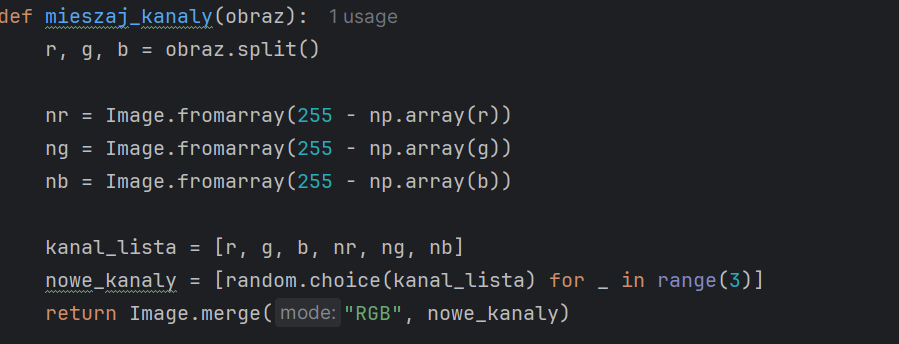 def mieszaj_kanaly(obraz): 1 usage
r, g, b = obraz.split()
nr = Image.fromarray(255 - np.array(r))
ng = Image.fromarray(255 - np.array(g))
nb = Image.fromarray(255 - np.array(b))
kanal_lista = [r, g, b, nr, ng, nb]
nowe_kanaly = [random.choice(kanal_lista) for _ in range(3)]
return Image.merge(mode: "RGB", nowe_kanaly)